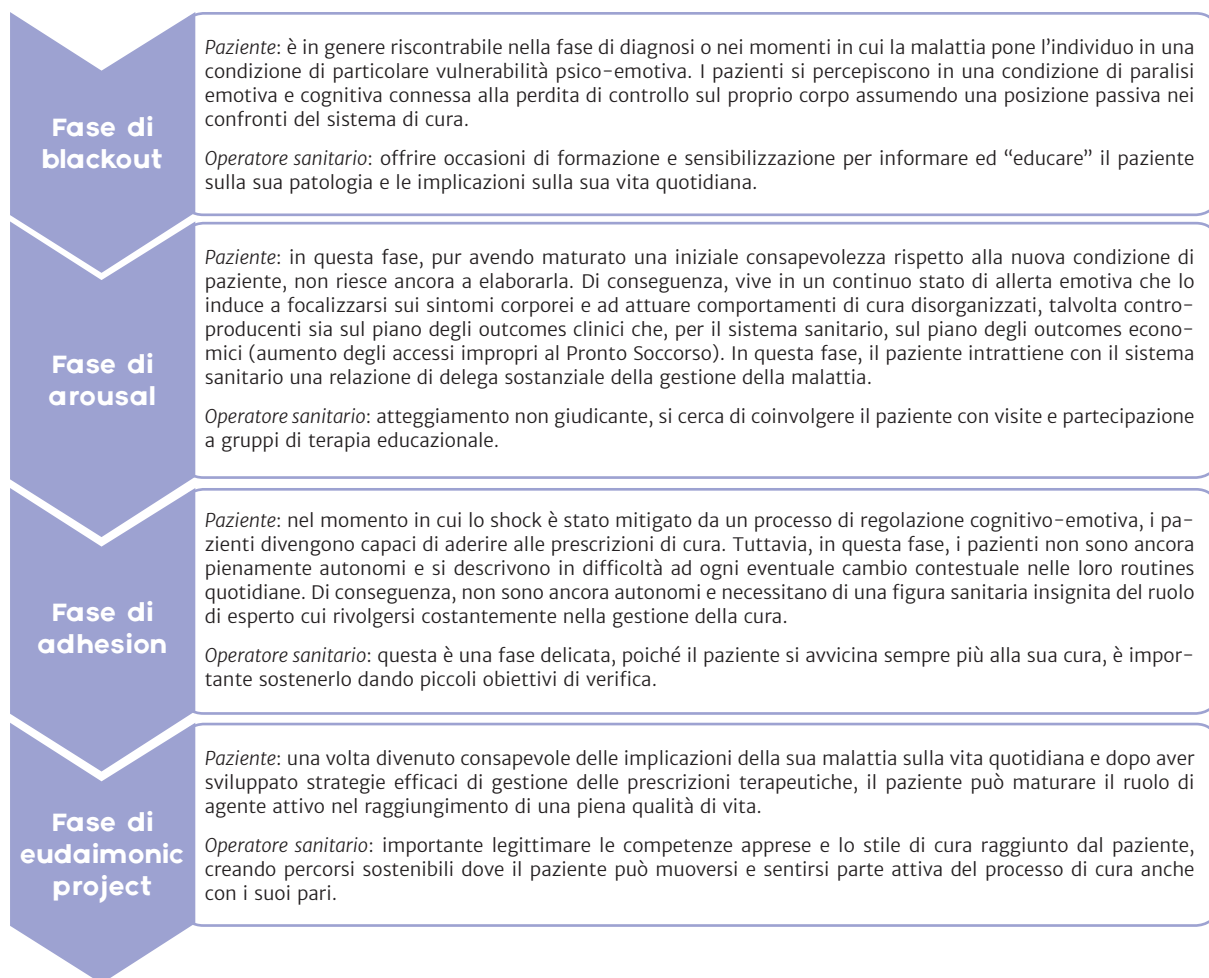 Fase di
blackout
Paziente: è in genere riscontrabile nella fase di diagnosi o nei momenti in cui la malattia pone l’individuo in una
condizione di particolare vulnerabilità psico-emotiva. I pazienti si percepiscono in una condizione di paralisi
emotiva e cognitiva connessa alla perdita di controllo sul proprio corpo assumendo una posizione passiva nei
confronti del sistema di cura.
Operatore sanitario: offrire occasioni di formazione e sensibilizzazione per informare ed “educare” il paziente
sulla sua patologia e le implicazioni sulla sua vita quotidiana.
Fase di
arousal
Paziente: in questa fase, pur avendo maturato una iniziale consapevolezza rispetto alla nuova condizione di
paziente, non riesce ancora a elaborarla. Di conseguenza, vive in un continuo stato di allerta emotiva che lo
induce a focalizzarsi sui sintomi corporei e ad attuare comportamenti di cura disorganizzati, talvolta contro-
producenti sia sul piano degli outcomes clinici che, per il sistema sanitario, sul piano degli outcomes econo-
mici (aumento degli accessi impropri al Pronto Soccorso). In questa fase, il paziente intrattiene con il sistema
sanitario una relazione di delega sostanziale della gestione della malattia.
Operatore sanitario: atteggiamento non giudicante, si cerca di coinvolgere il paziente con visite e partecipazione
a gruppi di terapia educazionale.
Fase di
adhesion
Paziente: nel momento in cui lo shock è stato mitigato da un processo di regolazione cognitivo-emotiva, i pa-
zienti divengono capaci di aderire alle prescrizioni di cura. Tuttavia, in questa fase, i pazienti non sono ancora
pienamente autonomi e si descrivono in difficoltà ad ogni eventuale cambio contestuale nelle loro routines
quotidiane. Di conseguenza, non sono ancora autonomi e necessitano di una figura sanitaria insignita del ruolo
di esperto cui rivolgersi costantemente nella gestione della cura.
Operatore sanitario: questa è una fase delicata, poiché il paziente si avvicina sempre più alla sua cura, è impor-
tante sostenerlo dando piccoli obiettivi di verifica.
Fase di
eudaimonic
project
Paziente: una volta divenuto consapevole delle implicazioni della sua malattia sulla vita quotidiana e dopo aver
sviluppato strategie efficaci di gestione delle prescrizioni terapeutiche, il paziente può maturare il ruolo di
agente attivo nel raggiungimento di una piena qualità di vita.
Operatore sanitario: importante legittimare le competenze apprese e lo stile di cura raggiunto dal paziente,
creando percorsi sostenibili dove il paziente può muoversi e sentirsi parte attiva del processo di cura anche
con i suoi pari.